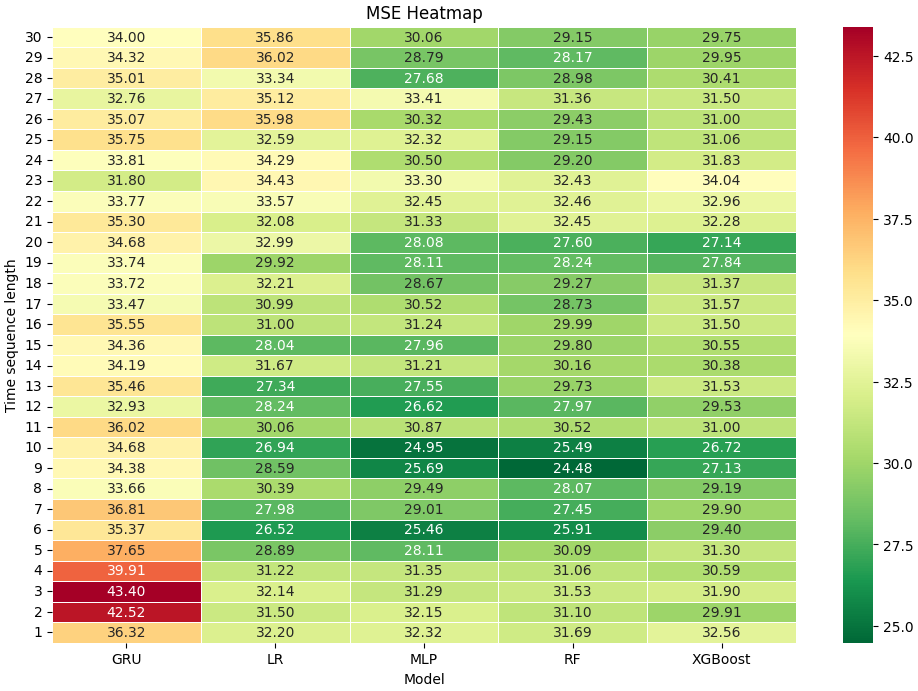 MSE Heatmap
30 34.00 35.86 30.06 29.15 29.75
29 34.32 36.02 28.79 28.17 29.95
28 35.01 33.34 27.68 28.98 30.41
27 32.76 35.12 33.41 31.36 31.50
26 35.07 35.98 30.32 29.43 31.00
25 35.75 32.59 32.32 29.15 31.06
24 33.81 34.29 30.50 29.20 31.83
23 31.80 34.43 33.30 32.43 34.04
22 33.77 33.57 32.45 32.46 32.96
21 35.30 32.08 31.33 32.45 32.28
20 34.68 32.99 28.08 27.60 27.14
19 33.74 29.92 28.11 28.24 27.84
18 33.72 32.21 28.67 29.27 31.37
17 33.47 30.99 30.52 28.73 31.57
16 35.55 31.00 31.24 29.99 31.50
15 34.36 28.04 27.96 29.80 30.55
14 34.19 31.67 31.21 30.16 30.38
13 35.46 27.34 27.55 29.73 31.53
12 32.93 28.24 26.62 27.97 29.53
11 36.02 30.06 30.87 30.52 31.00
10 34.68 26.94 24.95 25.49 26.72
9 34.38 28.59 25.69 24.48 27.13
8 33.66 30.39 29.49 28.07 29.19
7 36.81 27.98 29.01 27.45 29.90
6 35.37 26.52 25.46 25.91 29.40
5 37.65 28.89 28.11 30.09 31.30
4 39.91 31.22 31.35 31.06 30.59
3 43.40 32.14 31.29 31.53 31.90
2 42.52 31.50 32.15 31.10 29.91
1 36.32 32.20 32.32 31.69 32.56
GRU LR MLP RF XGBoost
Model
Time sequence length
42.5
40.0
37.5
35.0
32.5
30.0
27.5
25.0